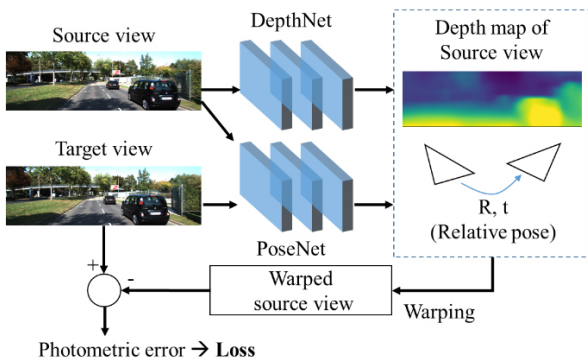 Source view
DepthNet
Depth map of
Source view
Target view
PoseNet
R, t
(Relative pose)
+
-
Warped
source view
Warping
Photometric error → Loss